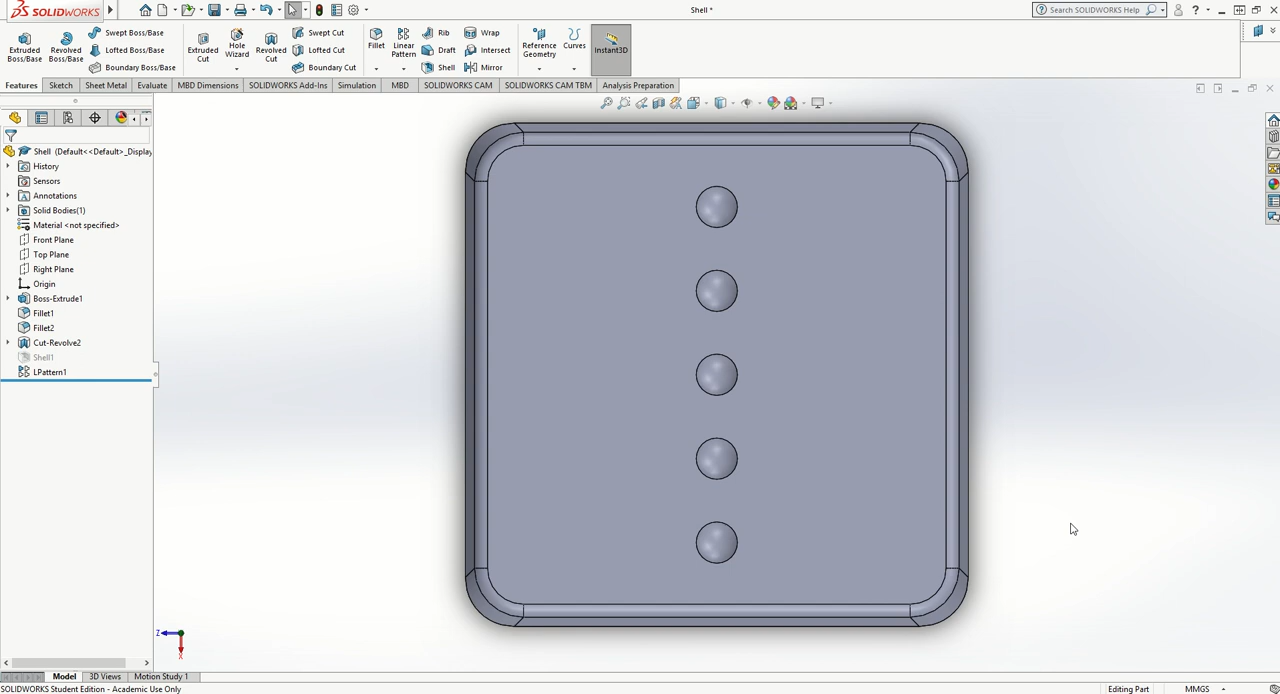 SOLIDWORKS
Shell *
Search SOLIDWORKS Help
Extruded Boss/Base
Revolved Boss/Base
Swept Boss/Base
Lofted Boss/Base
Boundary Boss/Base
Extruded Cut
Hole Wizard
Revolved Cut
Swept Cut
Lofted Cut
Boundary Cut
Fillet
Linear Pattern
Rib
Draft
Shell
Wrap
Intersect
Mirror
Reference Geometry
Curves
Instant3D
Features
Sketch
Sheet Metal
Evaluate
MBD Dimensions
SOLIDWORKS Add-Ins
Simulation
MBD
SOLIDWORKS CAM
SOLIDWORKS CAM TBM
Analysis Preparation
Shell (Default<<Default>_Display
History
Sensors
Annotations
Solid Bodies(1)
Material <not specified>
Front Plane
Top Plane
Right Plane
Origin
Boss-Extrude1
Fillet1
Fillet2
Cut-Revolve2
Shell1
LPattern1
Z
X
Model
3D Views
Motion Study 1
SOLIDWORKS Student Edition - Academic Use Only
Editing Part
MMGS